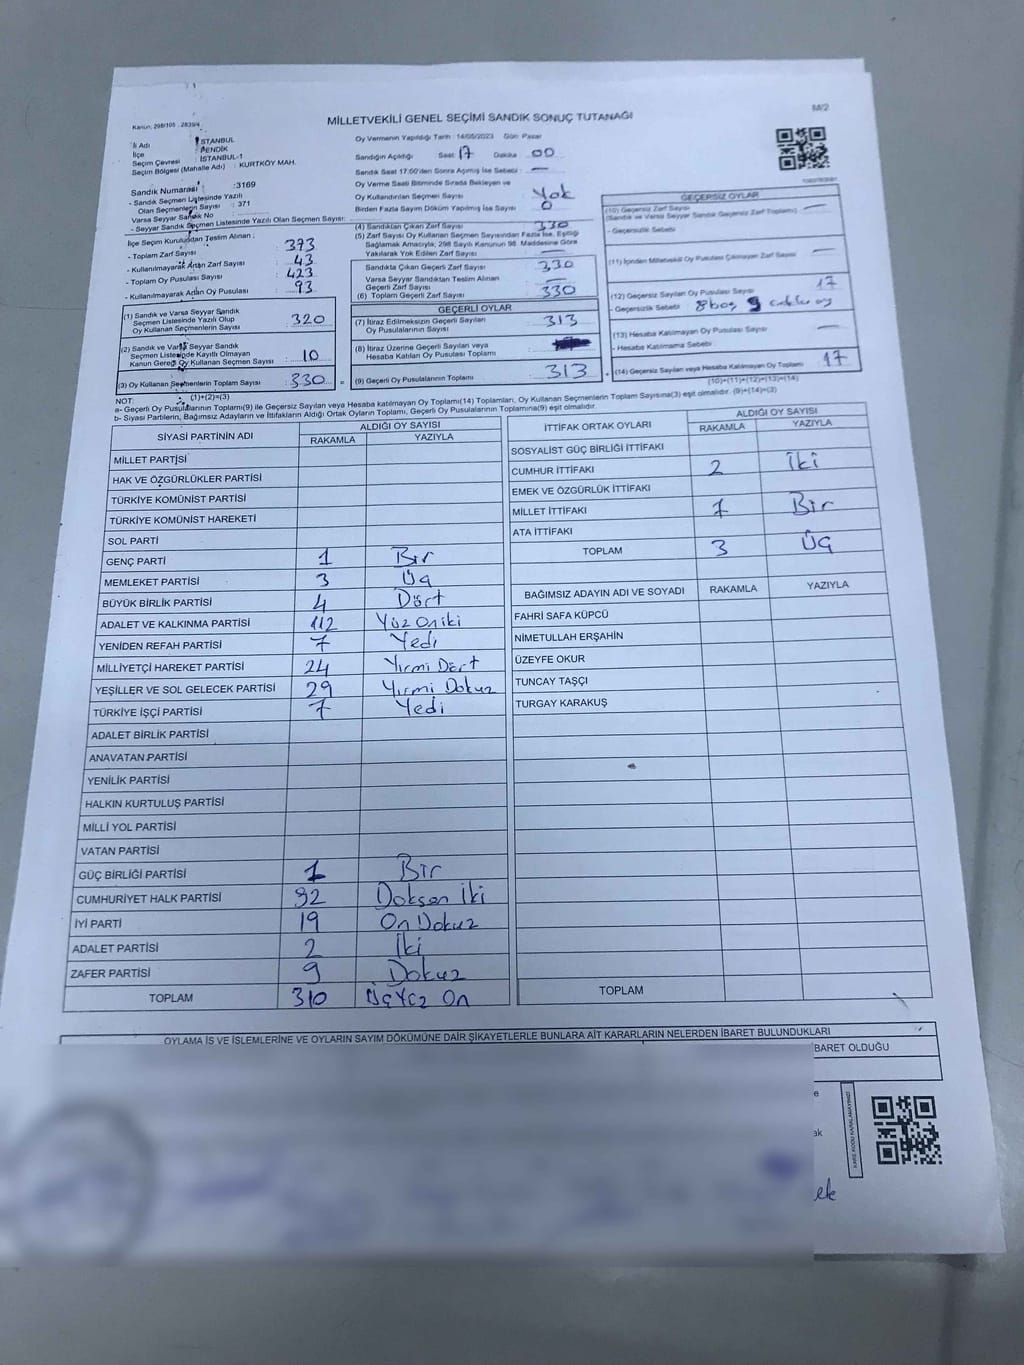 M/2
Kanun: 298/105 : 2839/4
MİLLETVEKİLİ GENEL SEÇİMİ SANDIK SONUÇ TUTANAĞI
İl Adı : İSTANBUL
İlçe : PENDİK
Seçim Çevresi : İSTANBUL-1
Seçim Bölgesi (Mahalle Adı) : KURTKÖY MAH.
Sandık Numarası : 3169
- Sandık Seçmen Listesinde Yazılı
Olan Seçmenlerin Sayısı : 371
Varsa Seyyar Sandık No :
- Seyyar Sandık Seçmen Listesinde Yazılı Olan Seçmen Sayısı:
İlçe Seçim Kurulundan Teslim Alınan :
- Toplam Zarf Sayısı : 373
- Kullanılmayarak Artan Zarf Sayısı : 43
- Toplam Oy Pusulası Sayısı : 423
- Kullanılmayarak Artan Oy Pusulası : 93
(1) Sandık ve Varsa Seyyar Sandık
Seçmen Listesinde Yazılı Olup
Oy Kullanan Seçmenlerin Sayısı : 320
(2) Sandık ve Varsa Seyyar Sandık
Seçmen Listesinde Kayıtlı Olmayan
Kanun Gereği Oy Kullanan Seçmen Sayısı : 10
(3) Oy Kullanan Seçmenlerin Toplam Sayısı : 330
(1)+(2)=(3)
Oy Vermenin Yapıldığı Tarih : 14/05/2023 Gün: Pazar
Sandığın Açıldığı Saat 17 Dakika 00
Sandık Saat 17.00'den Sonra Açılmış İse Sebebi : —
Oy Verme Saati Bitiminde Sırada Bekleyen ve
Oy Kullandırılan Seçmen Sayısı : Yok
Birden Fazla Sayım Döküm Yapılmış İse Sayısı : 0
(4) Sandıktan Çıkan Zarf Sayısı : 330
(5) Zarf Sayısı Oy Kullanan Seçmen Sayısından Fazla İse, Eşitliği
Sağlamak Amacıyla, 298 Sayılı Kanunun 98. Maddesine Göre
Yakılarak Yok Edilen Zarf Sayısı : —
Sandıkta Çıkan Geçerli Zarf Sayısı : 330
Varsa Seyyar Sandıktan Teslim Alınan
Geçerli Zarf Sayısı : —
(6) Toplam Geçerli Zarf Sayısı : 330
GEÇERLİ OYLAR
(7) İtiraz Edilmeksizin Geçerli Sayılan
Oy Pusulalarının Sayısı : 313
(8) İtiraz Üzerine Geçerli Sayılan veya
Hesaba Katılan Oy Pusulası Toplamı :
= (9) Geçerli Oy Pusulalarının Toplamı : 313
GEÇERSİZ OYLAR
(10) Geçersiz Zarf Sayısı
(Sandık ve Varsa Seyyar Sandık Geçersiz Zarf Toplamı) : —
- Geçersizlik Sebebi :
(11) İçinden Milletvekili Oy Pusulası Çıkmayan Zarf Sayısı : —
(12) Geçersiz Sayılan Oy Pusulası Sayısı : 17
- Geçersizlik Sebebi : 8 boş 9
(13) Hesaba Katılmayan Oy Pusulası Sayısı : —
- Hesaba Katılmama Sebebi :
+ (14) Geçersiz Sayılan veya Hesaba Katılmayan Oy Toplamı : 17
(10)+(11)+(12)+(13)=(14)
NOT:
a- Geçerli Oy Pusulalarının Toplamı(9) ile Geçersiz Sayılan veya Hesaba Katılmayan Oy Toplamı(14) Toplamları, Oy Kullanan Seçmenlerin Toplam Sayısına(3) eşit olmalıdır. (9)+(14)=(3)
b- Siyasi Partilerin, Bağımsız Adayların ve İttifakların Aldığı Ortak Oyların Toplamı, Geçerli Oy Pusulalarının Toplamına(9) eşit olmalıdır.
SİYASİ PARTİNİN ADI ALDIĞI OY SAYISI
RAKAMLA YAZIYLA
MİLLET PARTİSİ
HAK VE ÖZGÜRLÜKLER PARTİSİ
TÜRKİYE KOMÜNİST PARTİSİ
TÜRKİYE KOMÜNİST HAREKETİ
SOL PARTİ
GENÇ PARTİ 1 Bir
MEMLEKET PARTİSİ 3 Üç
BÜYÜK BİRLİK PARTİSİ 4 Dört
ADALET VE KALKINMA PARTİSİ 112 Yüz Oniki
YENİDEN REFAH PARTİSİ 7 Yedi
MİLLİYETÇİ HAREKET PARTİSİ 24 Yirmi Dört
YEŞİLLER VE SOL GELECEK PARTİSİ 29 Yirmi Dokuz
TÜRKİYE İŞÇİ PARTİSİ 7 Yedi
ADALET BİRLİK PARTİSİ
ANAVATAN PARTİSİ
YENİLİK PARTİSİ
HALKIN KURTULUŞ PARTİSİ
MİLLİ YOL PARTİSİ
VATAN PARTİSİ
GÜÇ BİRLİĞİ PARTİSİ 1 Bir
CUMHURİYET HALK PARTİSİ 92 Doksan İki
İYİ PARTİ 19 On Dokuz
ADALET PARTİSİ 2 İki
ZAFER PARTİSİ 9 Dokuz
TOPLAM 310 Üçyüz On
İTTİFAK ORTAK OYLARI ALDIĞI OY SAYISI
RAKAMLA YAZIYLA
SOSYALİST GÜÇ BİRLİĞİ İTTİFAKI
CUMHUR İTTİFAKI 2 İki
EMEK VE ÖZGÜRLÜK İTTİFAKI
MİLLET İTTİFAKI 1 Bir
ATA İTTİFAKI
TOPLAM 3 Üç
BAĞIMSIZ ADAYIN ADI VE SOYADI RAKAMLA YAZIYLA
FAHRİ SAFA KÜPCÜ
NİMETULLAH ERŞAHİN
ÜZEYFE OKUR
TUNCAY TAŞÇI
TURGAY KARAKUŞ
TOPLAM
OYLAMA İŞ VE İŞLEMLERİNE VE OYLARIN SAYIM DÖKÜMÜNE DAİR ŞİKAYETLERLE BUNLARA AİT KARARLARIN NELERDEN İBARET BULUNDUKLARI
BARET OLDUĞU
e
ak
KARE KODU KARALAMAYINIZ!
ek